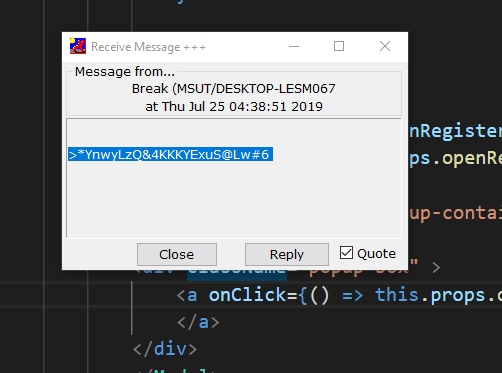 Receive Message +++
Message from...
Break (MSUT/DESKTOP-LESM067
at Thu Jul 25 04:38:51 2019
>*YnwyLzQ&4KKKYExuS@Lw#6
Close
Reply
Quote
nRegister
ps.openRe
up-contai
<div className="popup-box" >
<a onClick={() => this.props.o
</a>
</div>
</Modal>